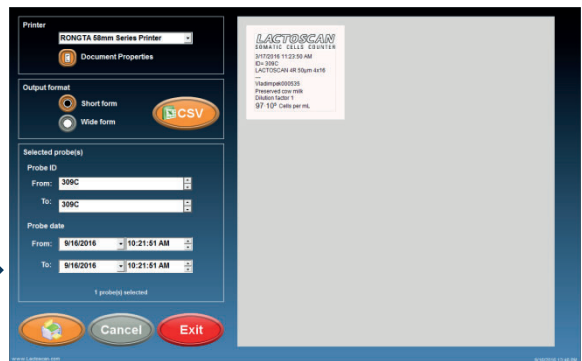 Printer
RONGTA 58mm Series Printer
Document Properties
Output format
Short form
Wide form
CSV
Selected probe(s)
Probe ID
From: 309C
To: 309C
Probe date
From: 9/16/2016 10:21:51 AM
To: 9/16/2016 10:21:51 AM
1 probe(s) selected
Cancel
Exit
LACTOSCAN
SOMATIC CELLS COUNTER
3/17/2016 11:23:50 AM
ID= 309C
LACTOSCAN 4R 50µm 4x16
---
Vladimpek000535
Preserved cow milk
Dilution factor 1
Cells per mL